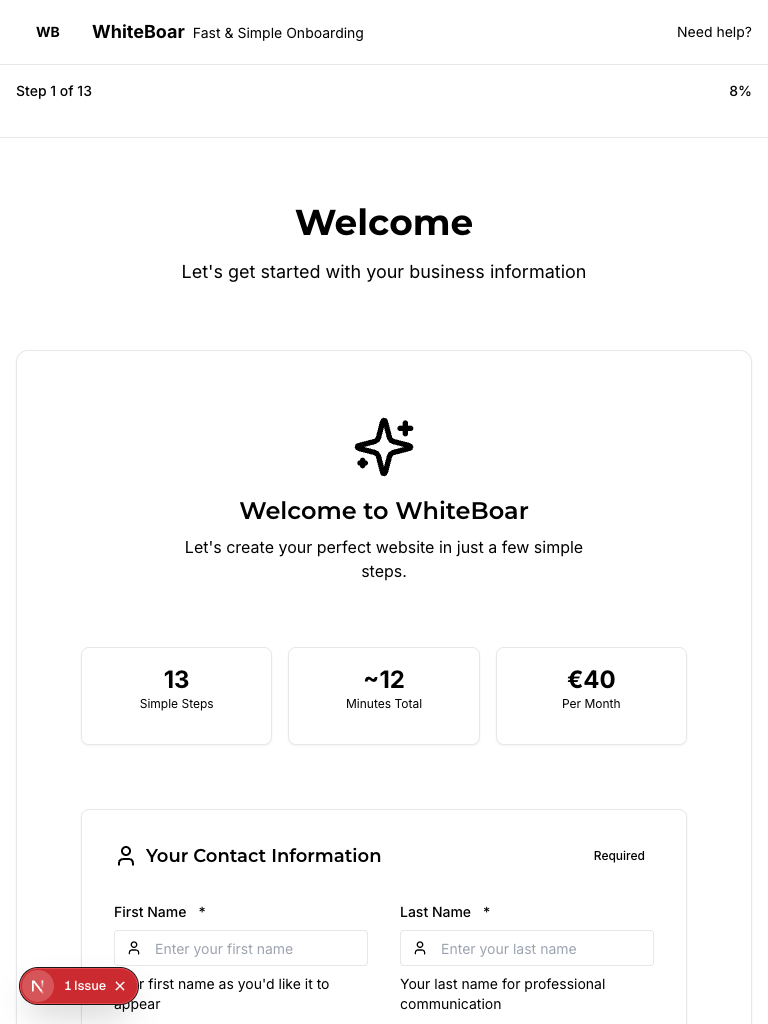 WB WhiteBoar Fast & Simple Onboarding Need help?
Step 1 of 13 8%
Welcome
Let's get started with your business information
Welcome to WhiteBoar
Let's create your perfect website in just a few simple
steps.
13 ~12 €40
Simple Steps Minutes Total Per Month
Your Contact Information Required
First Name * Last Name *
Enter your first name Enter your last name
first name as you'd like it to Your last name for professional
appear communication
N 1 Issue ×